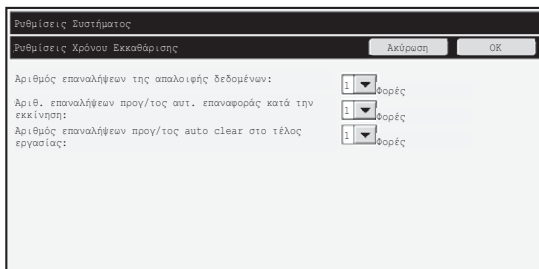 Ρυθμίσεις Συστήματος
Ρυθμίσεις Χρόνου Εκκαθάρισης Ακύρωση OK
Αριθμός επαναλήψεων της απαλοιφής δεδομένων: 1 Φορές
Αριθ. επαναλήψεων προγ/τος αυτ. επαναφοράς κατά την
εκκίνηση: 1 Φορές
Αριθμός επαναλήψεων προγ/τος auto clear στο τέλος
εργασίας: 1 Φορές